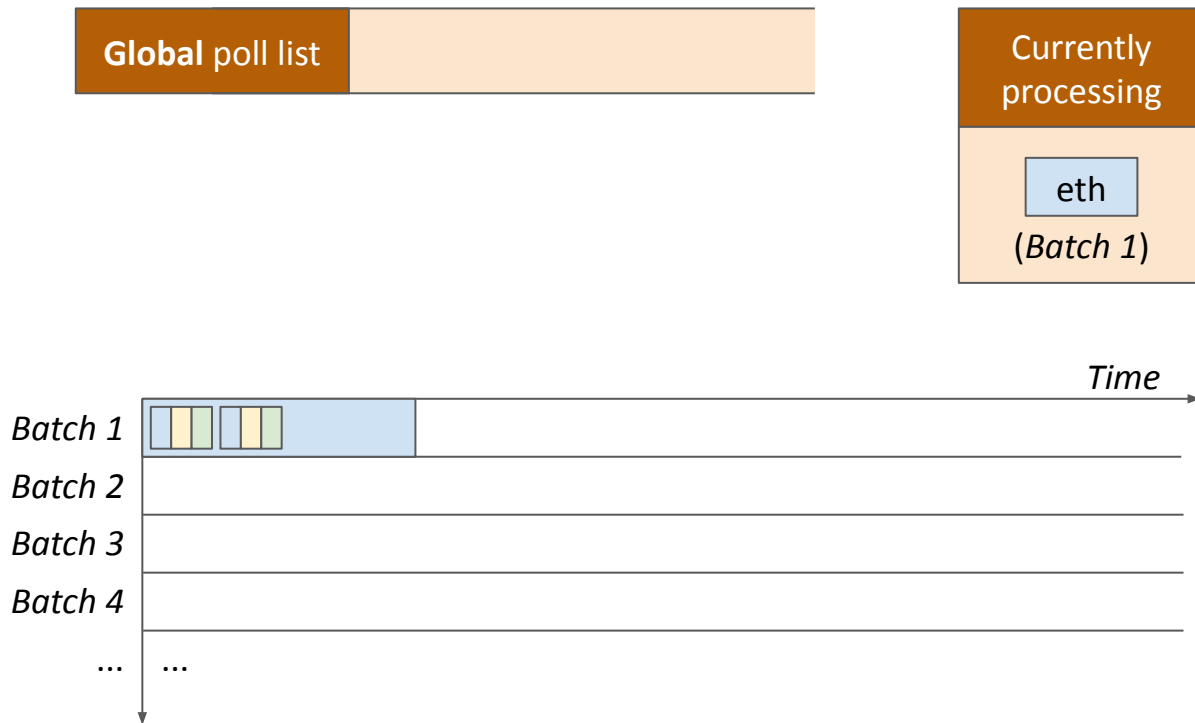 Global poll list
Currently
processing
eth
(Batch 1)
Time
Batch 1
Batch 2
Batch 3
Batch 4
... ...